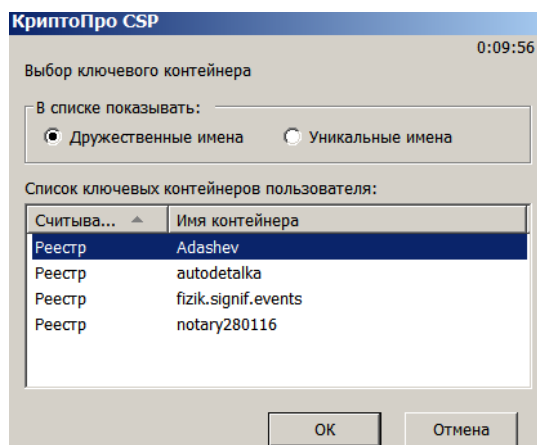 КриптоПро CSP
0:09:56
Выбор ключевого контейнера
В списке показывать:
Дружественные имена Уникальные имена
Список ключевых контейнеров пользователя:
Считыва... Имя контейнера
Реестр Adashev
Реестр autodetalka
Реестр fizik.signif.events
Реестр notary280116
ОК Отмена